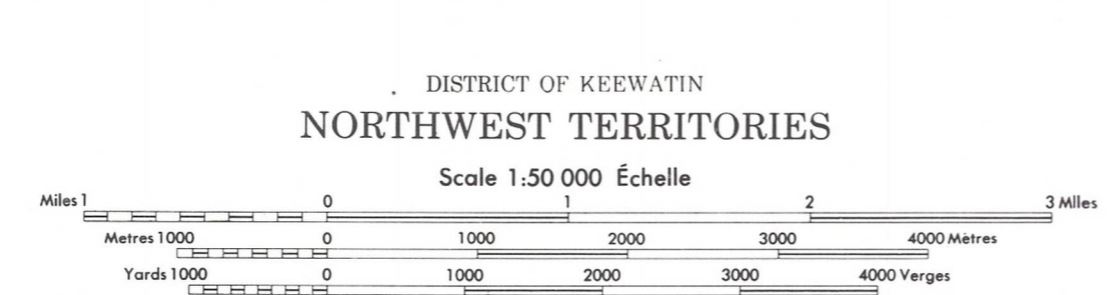 DISTRICT OF KEEWATIN
NORTHWEST TERRITORIES
Scale 1:50 000 Échelle
Miles 1 0 1 2 3 Miles
Metres 1000 0 1000 2000 3000 4000 Mètres
Yards 1000 0 1000 2000 3000 4000 Verges